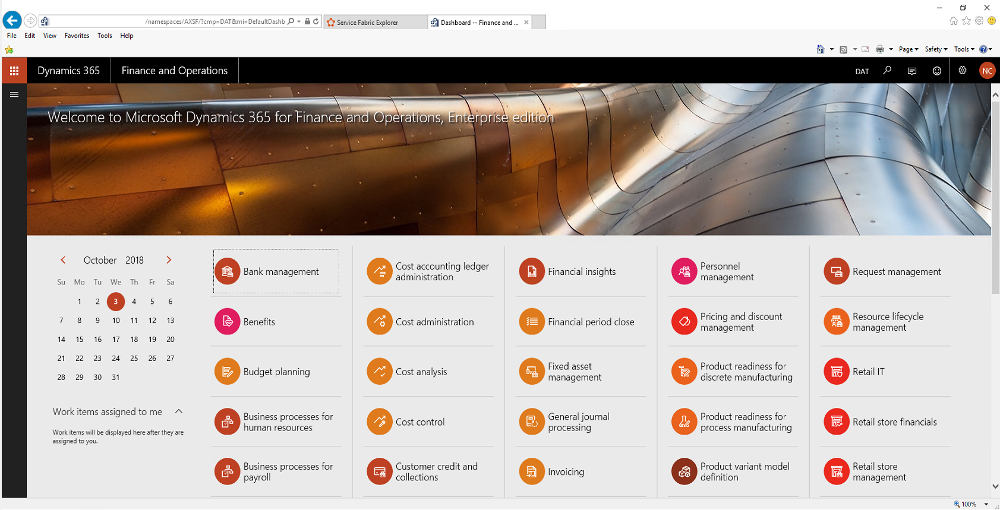 /namespaces/AXSF/?cmp=DAT&mi=DefaultDashb
Service Fabric Explorer
Dashboard -- Finance and ...
File Edit View Favorites Tools Help
Page Safety Tools
Dynamics 365
Finance and Operations
DAT
NC
Welcome to Microsoft Dynamics 365 for Finance and Operations, Enterprise edition
October 2018
Su Mo Tu We Th Fr Sa
1 2 3 4 5 6
7 8 9 10 11 12 13
14 15 16 17 18 19 20
21 22 23 24 25 26 27
28 29 30 31
Work items assigned to me
Work items will be displayed here after they are
assigned to you.
Bank management
Benefits
Budget planning
Business processes for
human resources
Business processes for
payroll
Cost accounting ledger
administration
Cost administration
Cost analysis
Cost control
Customer credit and
collections
Financial insights
Financial period close
Fixed asset
management
General journal
processing
Invoicing
Personnel
management
Pricing and discount
management
Product readiness for
discrete manufacturing
Product readiness for
process manufacturing
Product variant model
definition
Request management
Resource lifecycle
management
Retail IT
Retail store financials
Retail store
management
100%